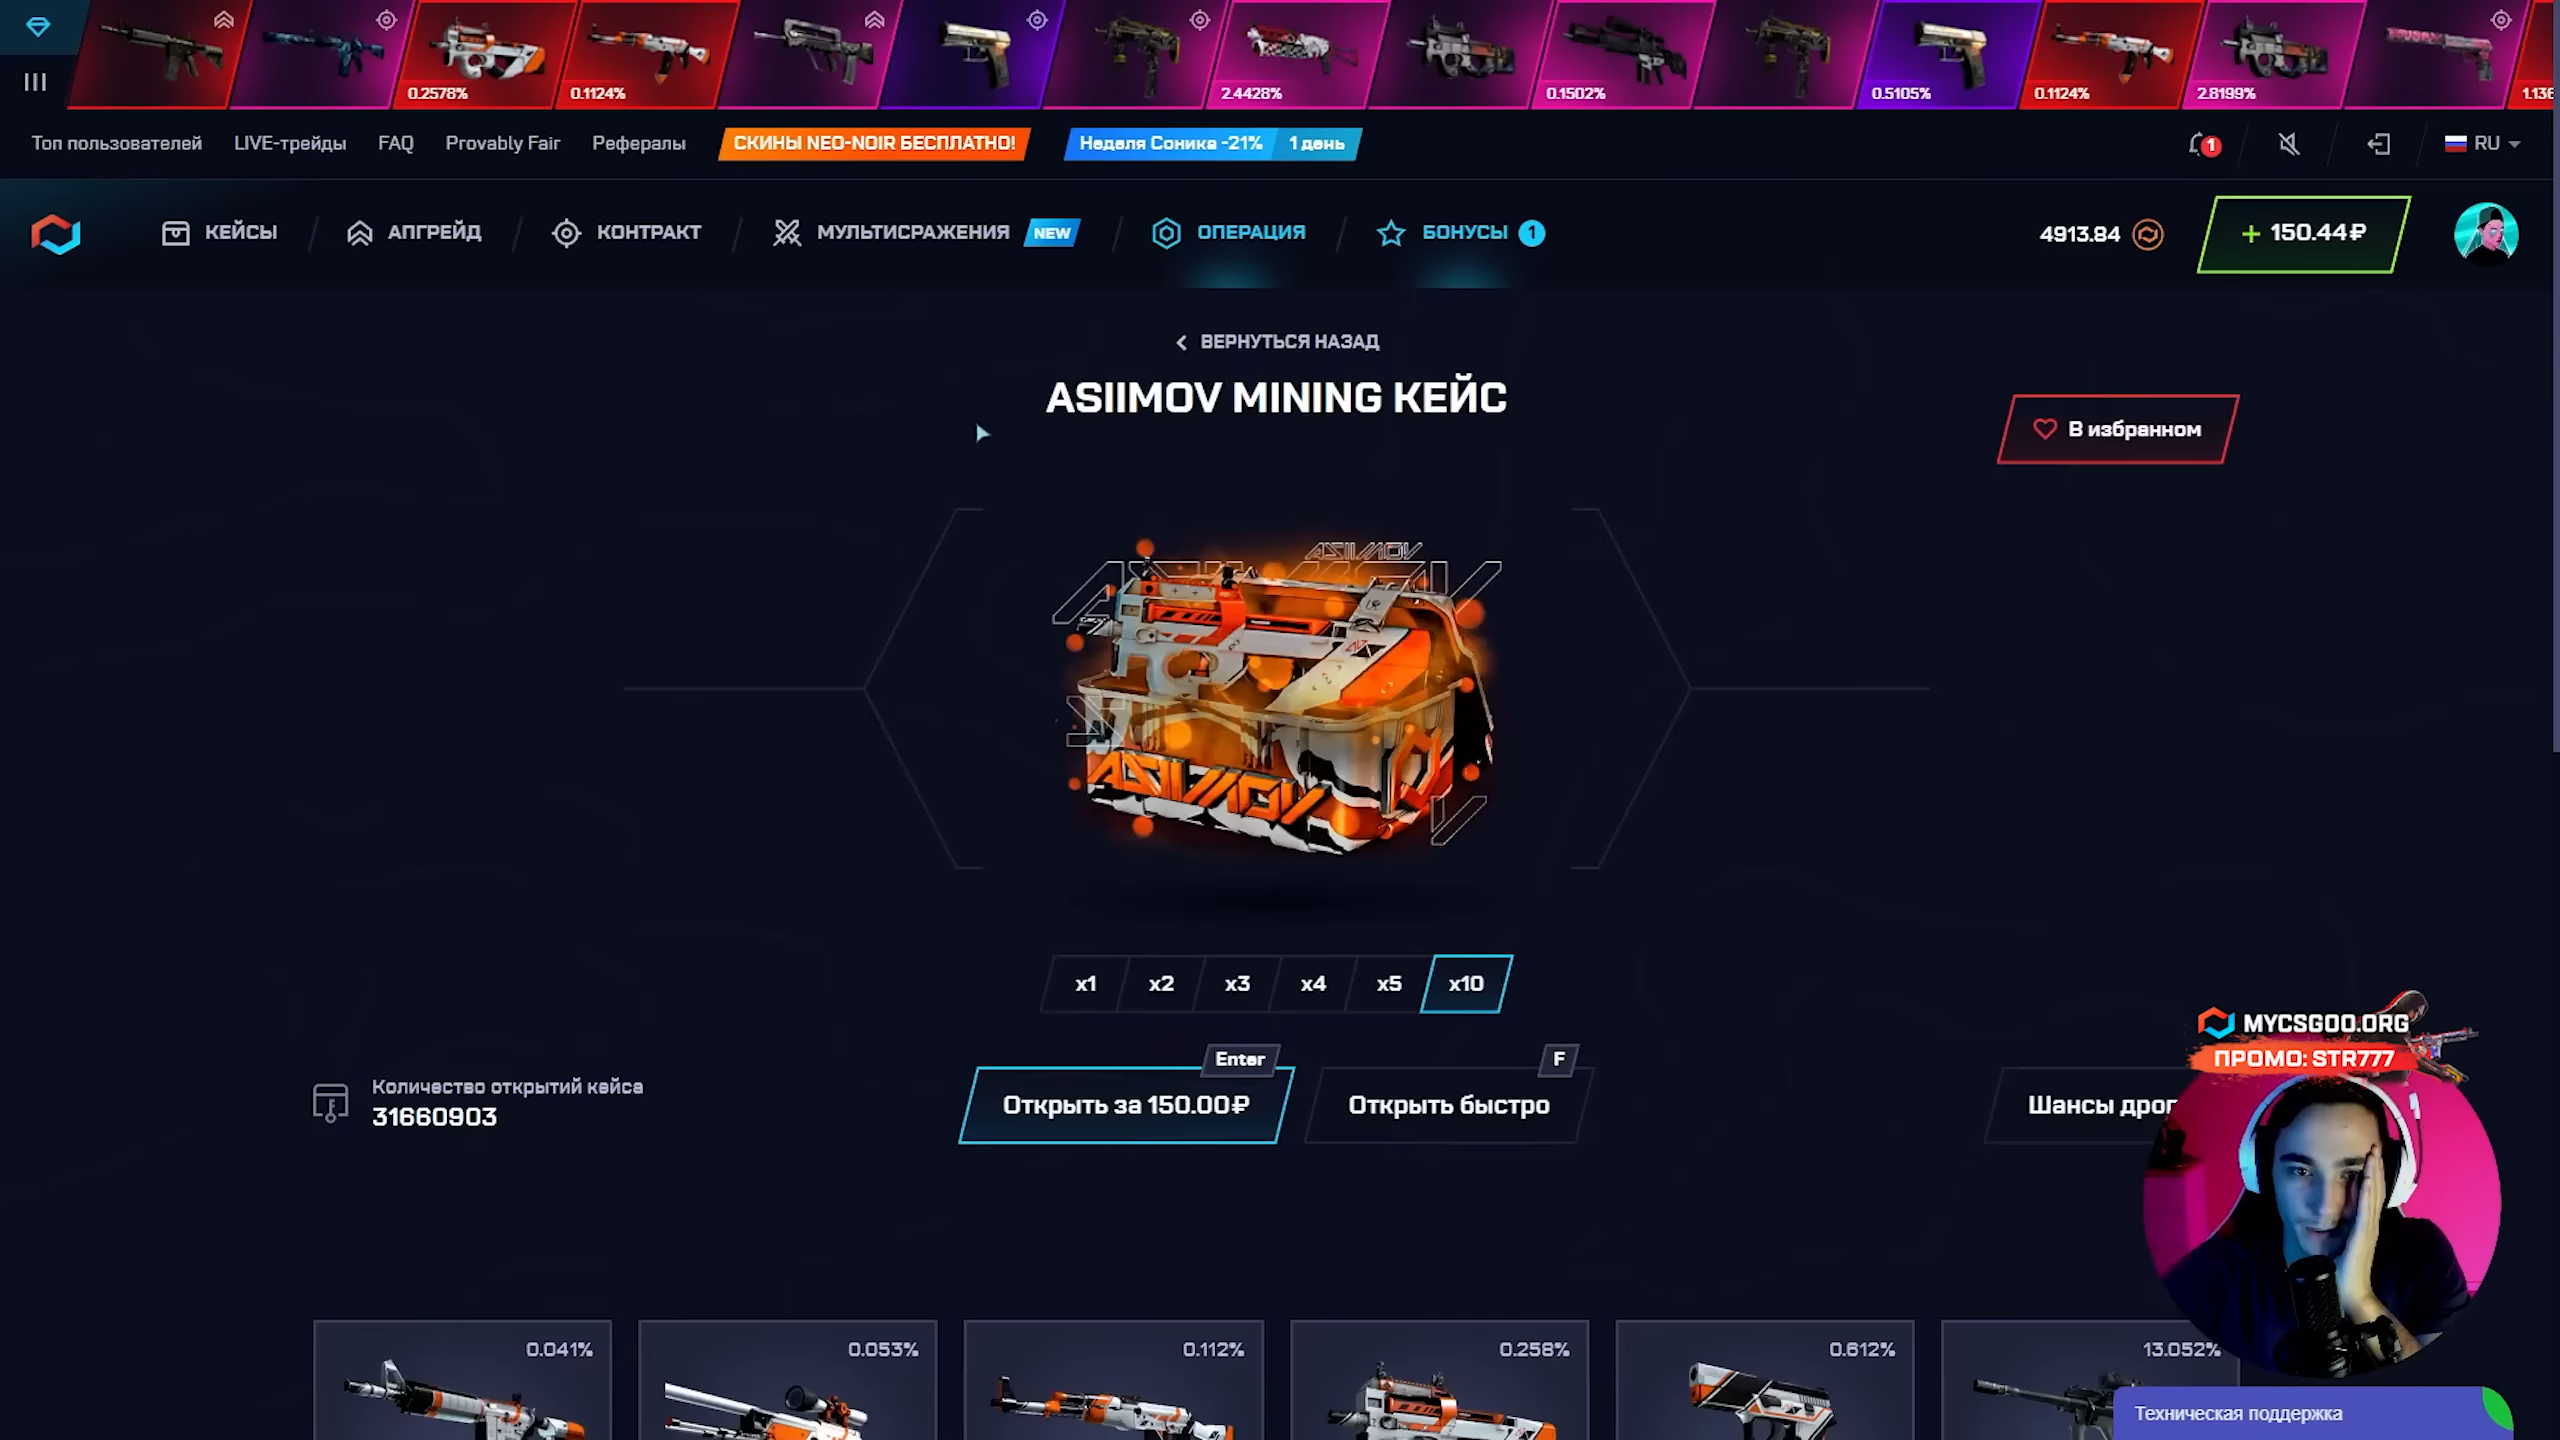 0.2578%
0.1124%
2.4428%
0.1502%
0.5105%
0.1124%
2.8199%
Топ пользователей
LIVE-трейды
FAQ
Provably Fair
Рефералы
СКИНЫ NEO-NOIR БЕСПЛАТНО!
Неделя Соника -21%
1 день
1
RU
КЕЙСЫ
АПГРЕЙД
КОНТРАКТ
МУЛЬТИСРАЖЕНИЯ
NEW
ОПЕРАЦИЯ
БОНУСЫ
1
4913.84
+ 150.44₽
ВЕРНУТЬСЯ НАЗАД
ASIIMOV MINING КЕЙС
В избранном
ASIIMOV
ASIIMOV
x1
x2
x3
x4
x5
x10
Enter
F
Открыть за 150.00₽
Открыть быстро
Количество открытий кейса
31660903
MYCSGOO.ORG
ПРОМО: STR777
Шансы
0.041%
0.053%
0.112%
0.258%
0.612%
13.052%
Техническая поддержка